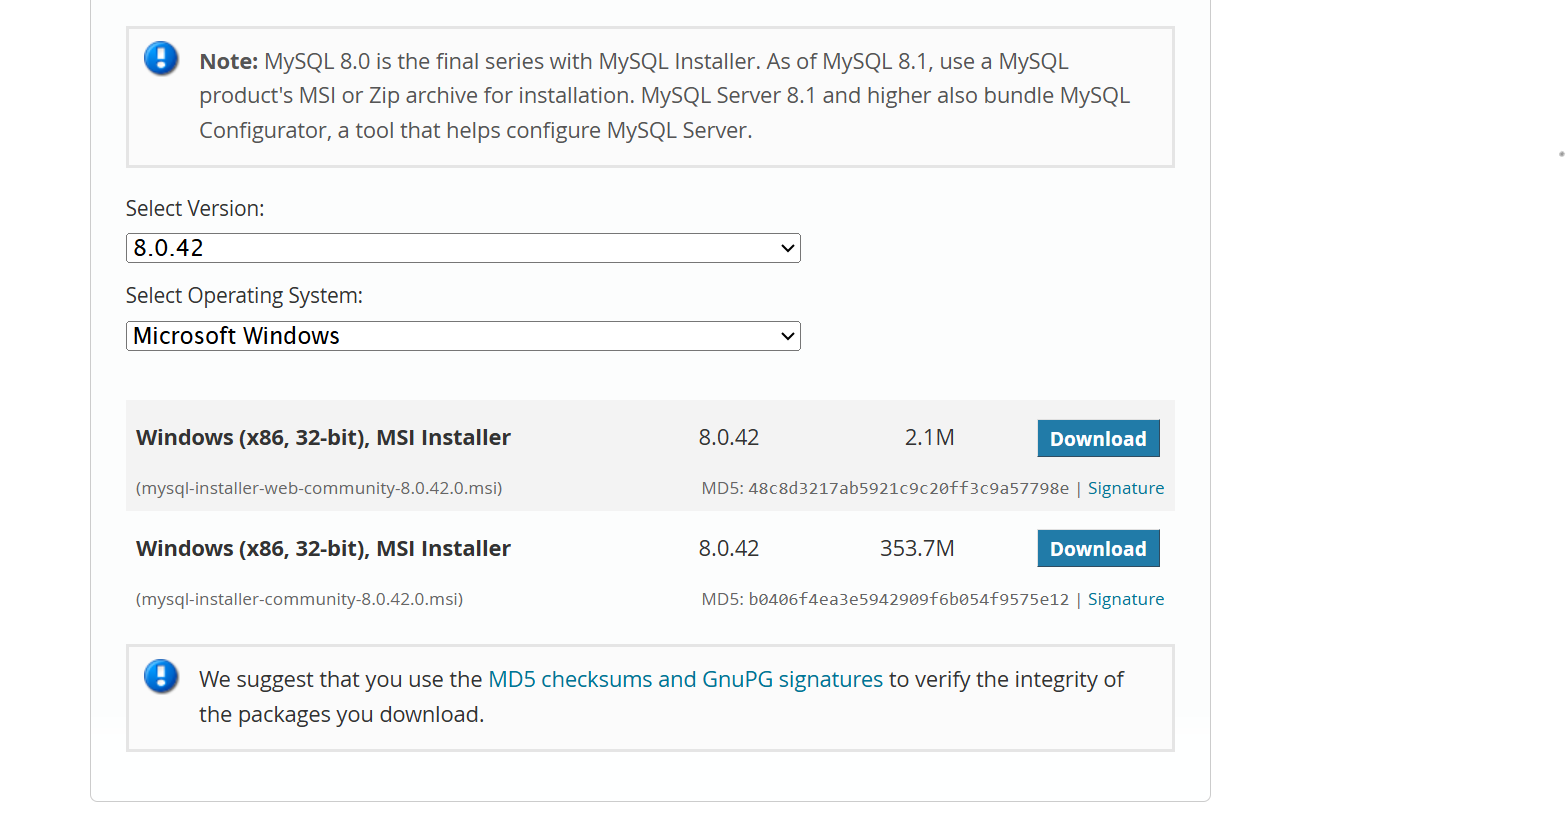 Note: MySQL 8.0 is the final series with MySQL Installer. As of MySQL 8.1, use a MySQL
product's MSI or Zip archive for installation. MySQL Server 8.1 and higher also bundle MySQL
Configurator, a tool that helps configure MySQL Server.
Select Version:
8.0.42
Select Operating System:
Microsoft Windows
Windows (x86, 32-bit), MSI Installer 8.0.42 2.1M Download
(mysql-installer-web-community-8.0.42.0.msi) MD5: 48c8d3217ab5921c9c20ff3c9a57798e | Signature
Windows (x86, 32-bit), MSI Installer 8.0.42 353.7M Download
(mysql-installer-community-8.0.42.0.msi) MD5: b0406f4ea3e5942909f6b054f9575e12 | Signature
We suggest that you use the MD5 checksums and GnuPG signatures to verify the integrity of
the packages you download.